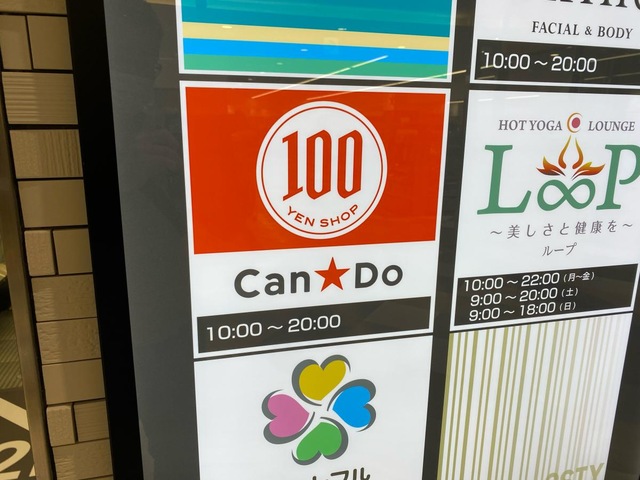 FACIAL & BODY
10:00～20:00
100
YEN SHOP
Can★Do
10:00～20:00
HOT YOGA LOUNGE
LOOP
～美しさと健康を～
ループ
10:00～22:00（月～金）
9:00～20:00（土）
9:00～18:00（日）